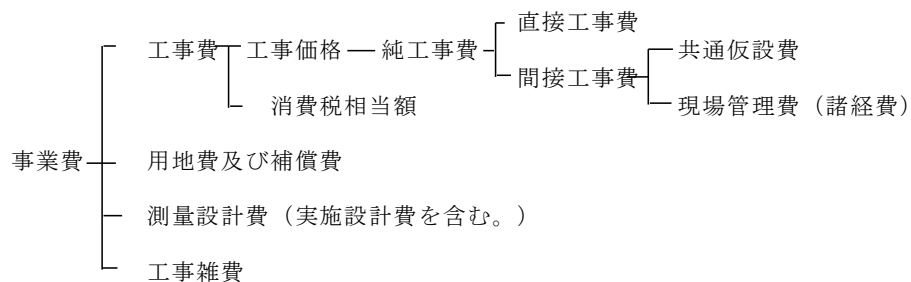 直接工事費
工事費 工事価格 純工事費 共通仮設費
間接工事費
消費税相当額 現場管理費（諸経費）
事業費 用地費及び補償費
測量設計費（実施設計費を含む。）
工事雑費